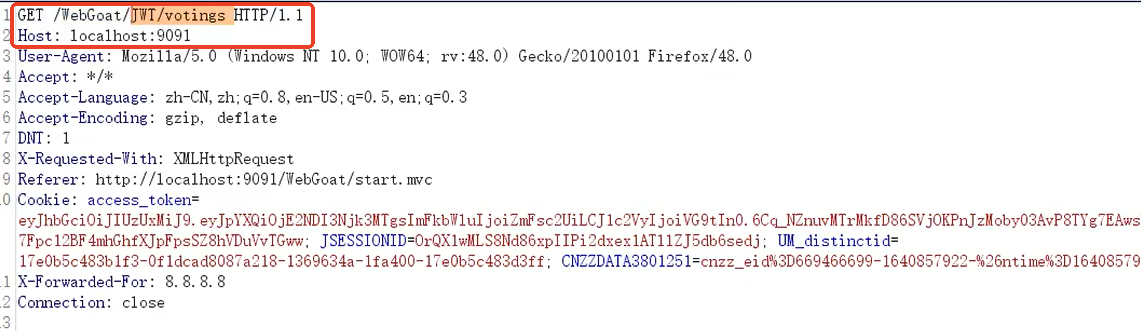 1 GET /WebGoat/JWT/votings HTTP/1.1
2 Host: localhost:9091
3 User-Agent: Mozilla/5.0 (Windows NT 10.0; WOW64; rv:48.0) Gecko/20100101 Firefox/48.0
4 Accept: */*
5 Accept-Language: zh-CN,zh;q=0.8,en-US;q=0.5,en;q=0.3
6 Accept-Encoding: gzip, deflate
7 DNT: 1
8 X-Requested-With: XMLHttpRequest
9 Referer: http://localhost:9091/WebGoat/start.mvc
10 Cookie: access_token=
eyJhbGciOiJIUzUxMiJ9.eyJpYXQiOjE2NDI3Njk3MTgsImFkbWluIjoiZmFsc2UiLCJ1c2VyIjoiVG9tIn0.6Cq_NZnuvMTrMkfD86SVjOKPnJzMoby03AvP8TYg7EAws
7Fpc12BF4mhGhfXJpFpsSZ8hVDuVvTGww; JSESSIONID=OrQX1wMLS8Nd86xpIIPi2dxex1AT1lZJ5db6sedj; UM_distinctid=
17e0b5c483b1f3-0f1dcad8087a218-1369634a-1fa400-17e0b5c483d3ff; CNZZDATA3801251=cnzz_eid%3D669466699-1640857922-%26ntime%3D16408579
11 X-Forwarded-For: 8.8.8.8
12 Connection: close
13